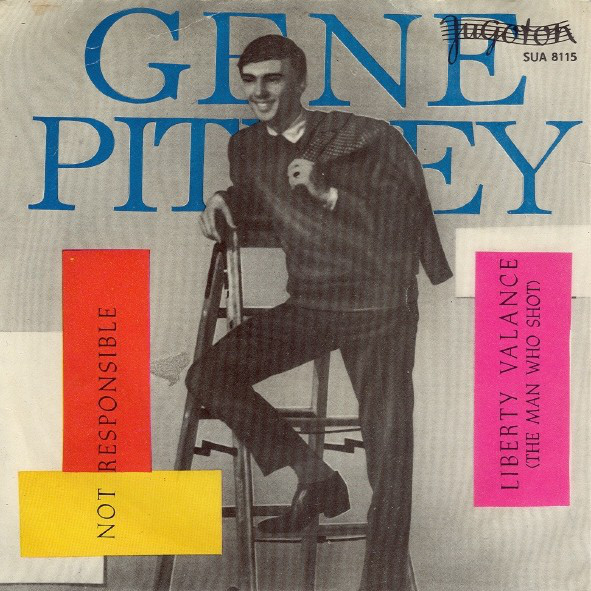 GENE
PITNEY
Jugoton
SUA 8115
NOT RESPONSIBLE
LIBERTY VALANCE
(THE MAN WHO SHOT)